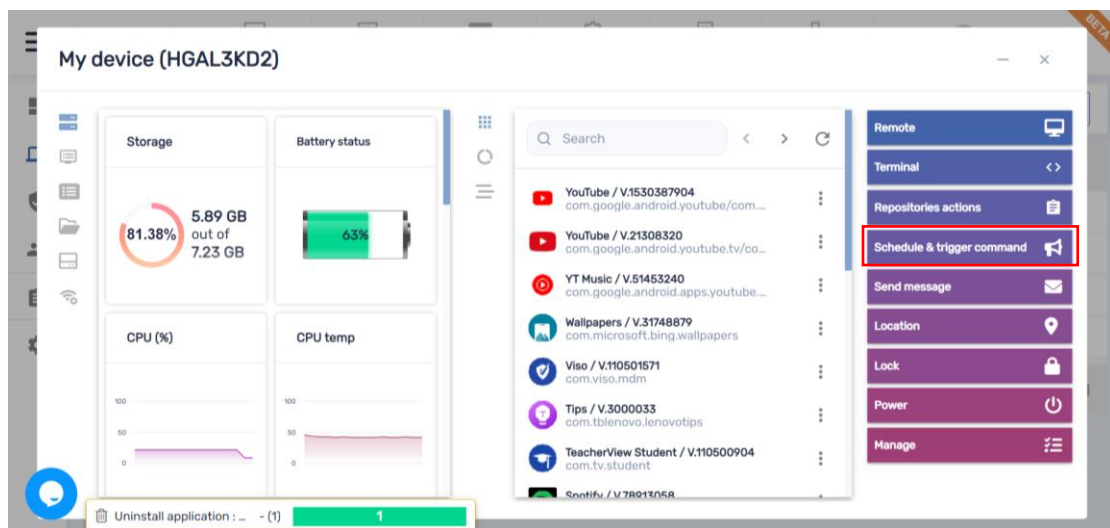 BETA
My device (HGAL3KD2)
Storage
Battery status
81.38%
5.89 GB
out of
7.23 GB
63%
CPU (%)
CPU temp
100
50
0
100
50
0
Search
YouTube / V.1530387904
com.google.android.youtube/com...
YouTube / V.21308320
com.google.android.youtube.tv/co...
YT Music / V.51453240
com.google.android.apps.youtube...
Wallpapers / V.31748879
com.microsoft.bing.wallpapers
Viso / V.110501571
com.viso.mdm
Tips / V.3000033
com.tblenovo.lenovotips
TeacherView Student / V.110500904
com.tv.student
Spotify / V.78913058
Remote
Terminal
Repositories actions
Schedule & trigger command
Send message
Location
Lock
Power
Manage
Uninstall application : ... - (1)
1